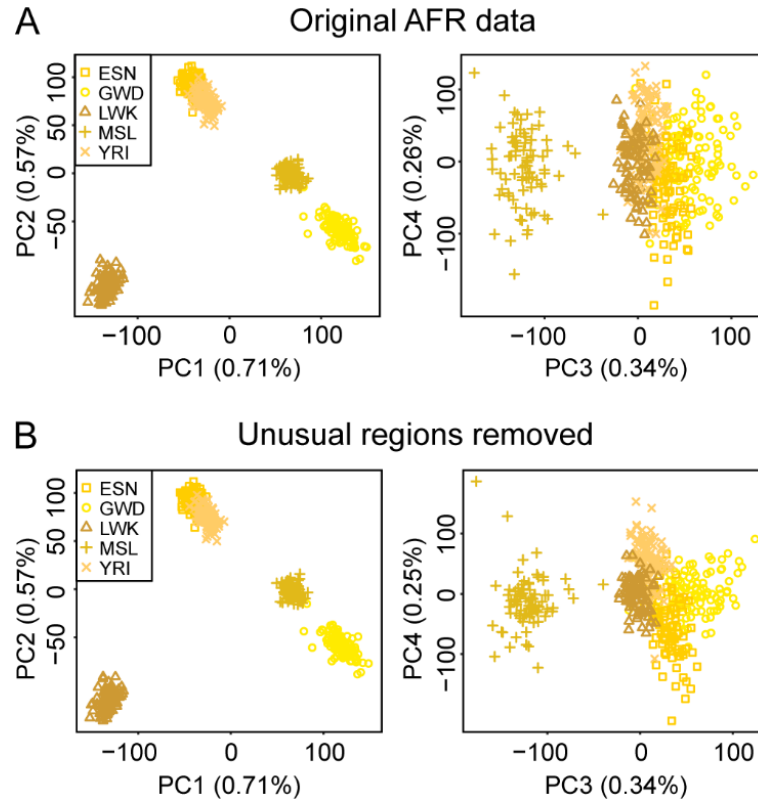 A
Original AFR data
ESN
GWD
LWK
MSL
YRI
PC2 (0.57%)
100
50
0
−50
−100
0
100
PC1 (0.71%)
PC4 (0.26%)
100
0
−100
−100
0
100
PC3 (0.34%)
B
Unusual regions removed
ESN
GWD
LWK
MSL
YRI
PC2 (0.57%)
100
50
0
−50
−100
0
100
PC1 (0.71%)
PC4 (0.25%)
100
0
−100
−100
0
100
PC3 (0.34%)